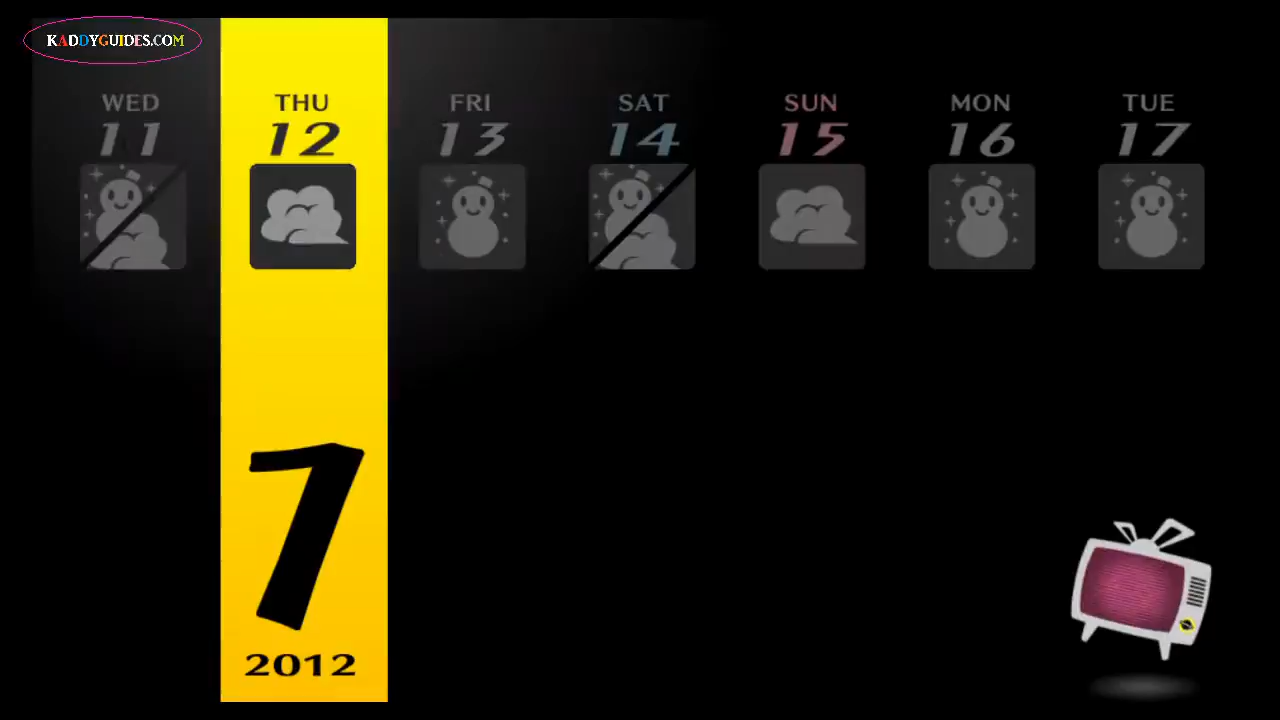 KADDYGUIDES.COM
WED THU FRI SAT SUN MON TUE
11 12 13 14 15 16 17
1
2012